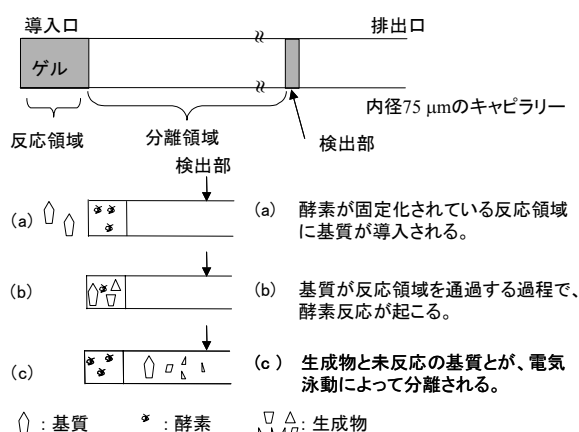 導入口
排出口
ゲル
内径75 μmのキャピラリー
反応領域
分離領域
検出部
検出部
(a)
(a) 酵素が固定化されている反応領域
に基質が導入される。
(b)
(b) 基質が反応領域を通過する過程で、
酵素反応が起こる。
(c)
(c) 生成物と未反応の基質とが、電気
泳動によって分離される。
:基質
:酵素
:生成物